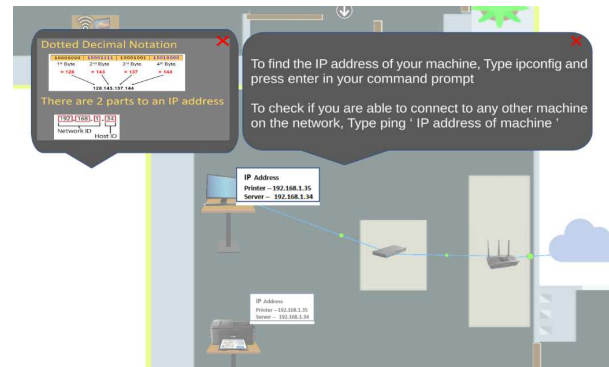 Dotted Decimal Notation
10000000 10001111 10001001 10010000
1st Byte 2nd Byte 3rd Byte 4th Byte
= 128 = 143 = 137 = 144
128.143.137.144
There are 2 parts to an IP address
192.168.1.34
Network ID
Host ID
To find the IP address of your machine, Type ipconfig and
press enter in your command prompt
To check if you are able to connect to any other machine
on the network, Type ping ‘ IP address of machine ’
IP Address
Printer – 192.168.1.35
Server – 192.168.1.34
IP Address
Printer – 192.168.1.35
Server – 192.168.1.34